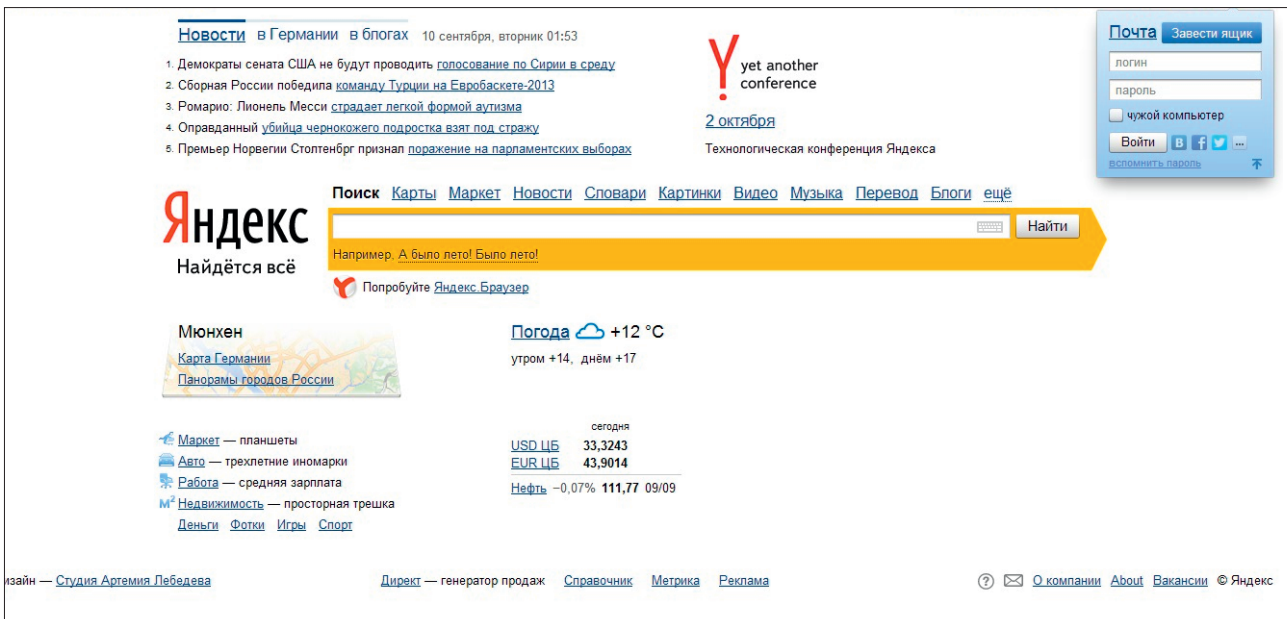 Новости в Германии в блогах 10 сентября, вторник 01:53
1. Демократы сената США не будут проводить голосование по Сирии в среду
2. Сборная России победила команду Турции на Евробаскете-2013
3. Ромарио: Лионель Месси страдает легкой формой аутизма
4. Оправданный убийца чернокожего подростка взят под стражу
5. Премьер Норвегии Столтенбрг признал поражение на парламентских выборах
yet another
conference
2 октября
Технологическая конференция Яндекса
Почта Завести ящик
логин
пароль
чужой компьютер
Войти В f ...
вспомнить пароль
Яндекс
Найдётся всё
Поиск Карты Маркет Новости Словари Картинки Видео Музыка Перевод Блоги ещё
Найти
Например, А было лето! Было лето!
Попробуйте Яндекс.Браузер
Мюнхен
Карта Германии
Панорамы городов России
Погода +12 °C
утром +14, днём +17
Маркет — планшеты
Авто — трехлетние иномарки
Работа — средняя зарплата
М² Недвижимость — просторная трешка
Деньги Фотки Игры Спорт
сегодня
USD ЦБ 33,3243
EUR ЦБ 43,9014
Нефть −0,07% 111,77 09/09
изайн — Студия Артемия Лебедева
Директ — генератор продаж Справочник Метрика Реклама
? О компании About Вакансии © Яндекс